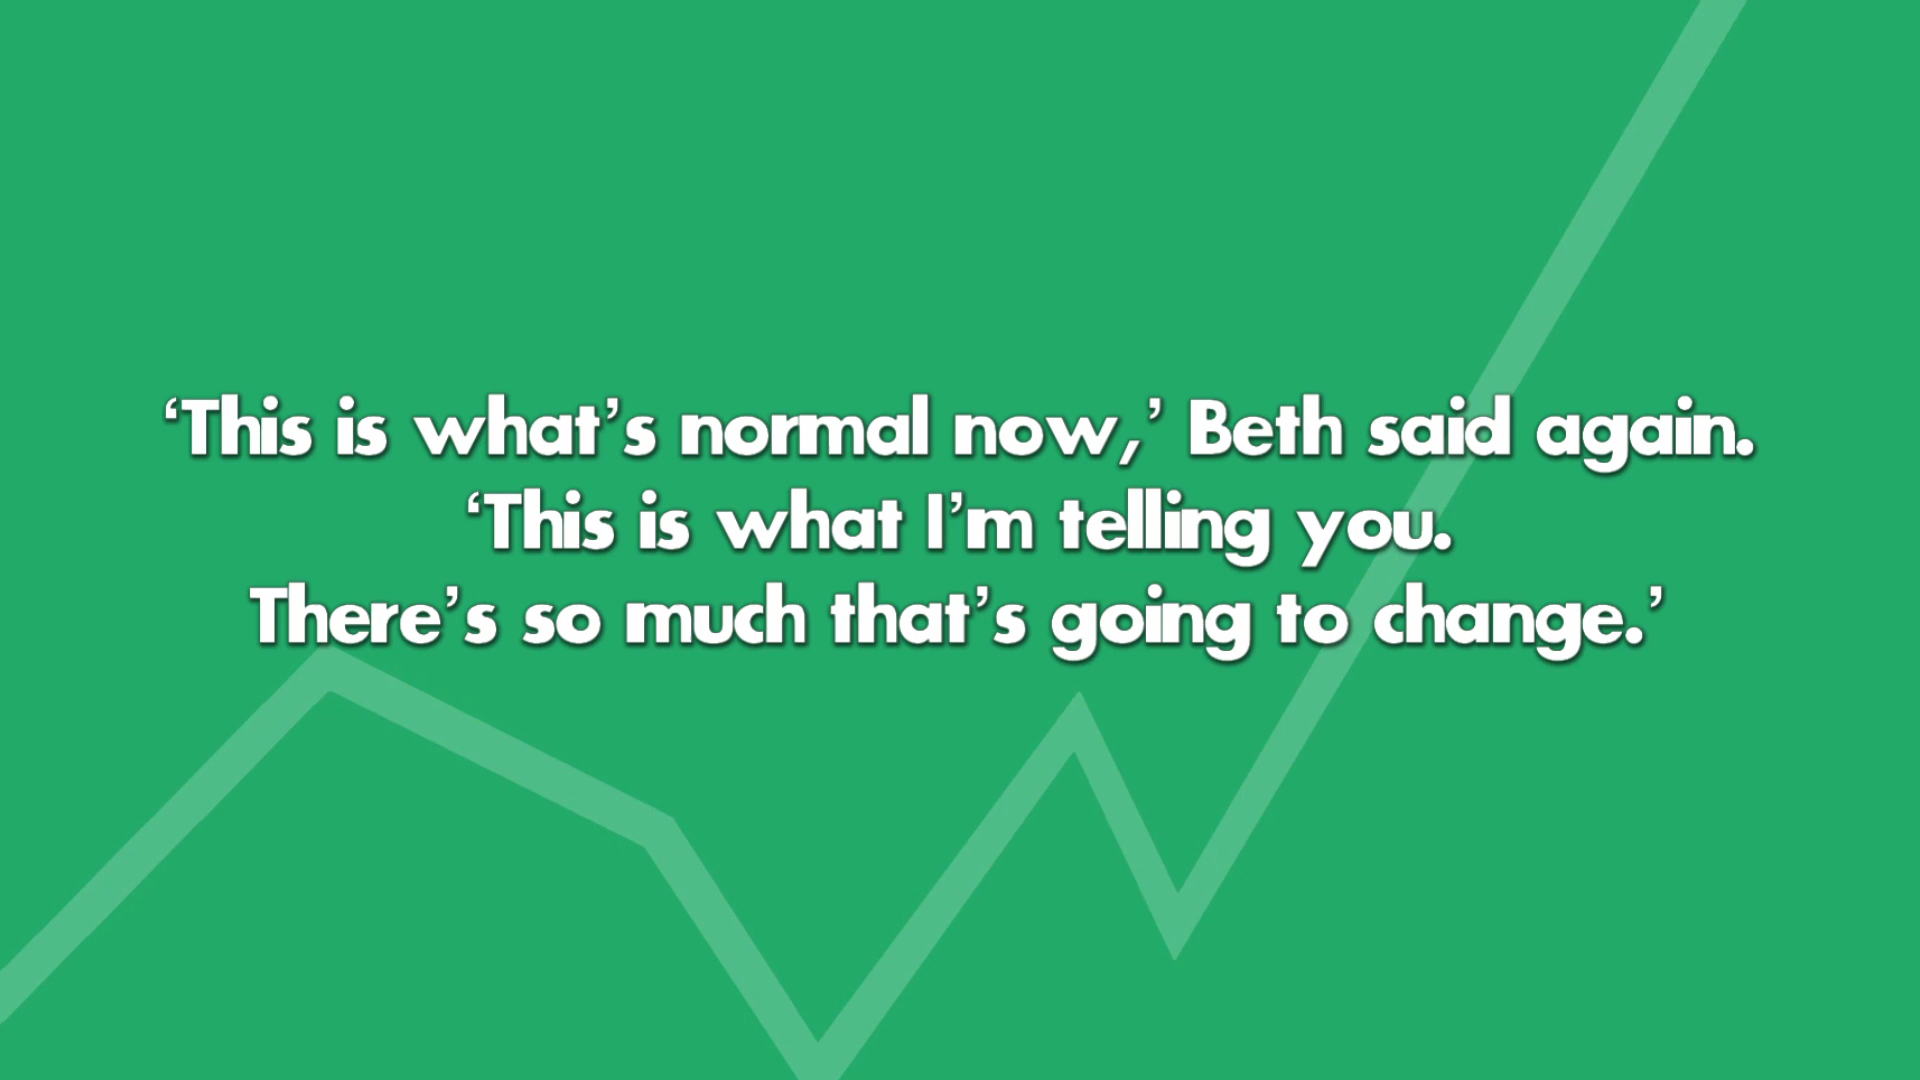 ‘This is what’s normal now,’ Beth said again.
‘This is what I’m telling you.
There’s so much that’s going to change.’